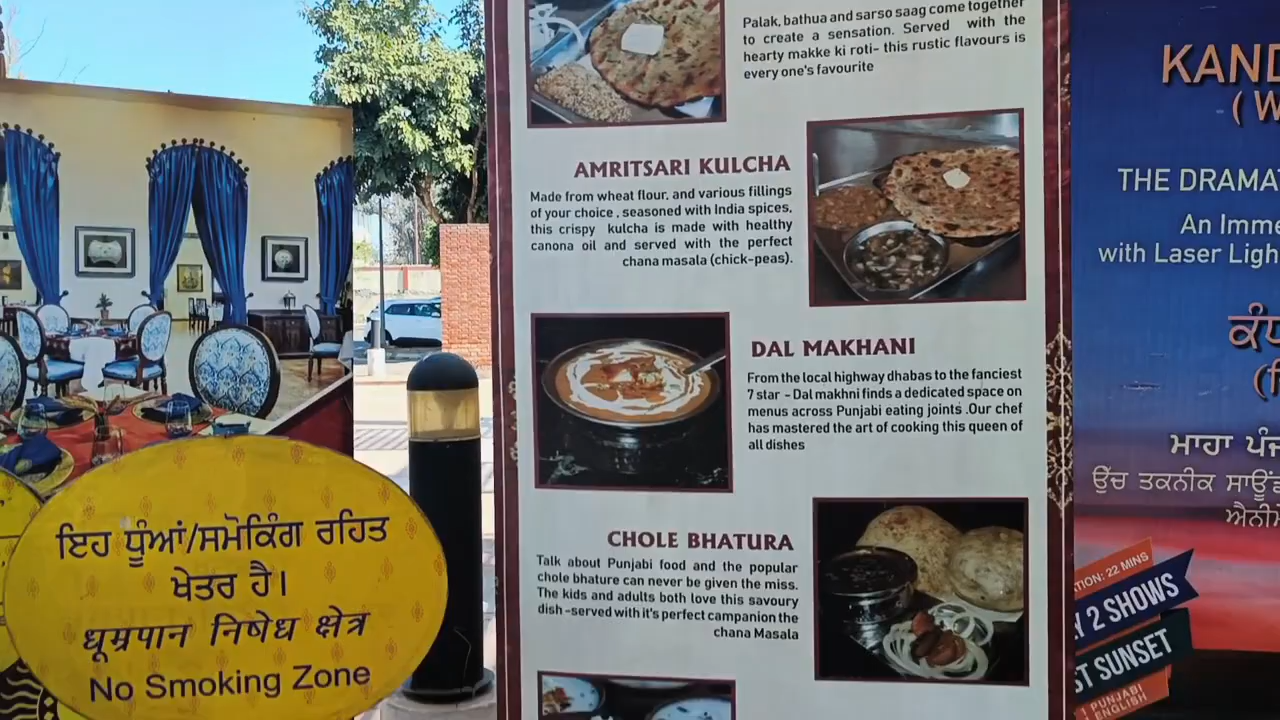 Palak, bathua and sarso saag come together
to create a sensation. Served with the
hearty makke ki roti- this rustic flavours is
every one's favourite
AMRITSARI KULCHA
Made from wheat flour, and various fillings
of your choice , seasoned with India spices,
this crispy kulcha is made with healthy
canona oil and served with the perfect
chana masala (chick-peas).
DAL MAKHANI
From the local highway dhabas to the fanciest
7 star - Dal makhni finds a dedicated space on
menus across Punjabi eating joints .Our chef
has mastered the art of cooking this queen of
all dishes
CHOLE BHATURA
Talk about Punjabi food and the popular
chole bhature can never be given the miss.
The kids and adults both love this savoury
dish -served with it's perfect campanion the
chana Masala
ਇਹ ਧੂੰਆਂ/ਸਮੋਕਿੰਗ ਰਹਿਤ
ਖੇਤਰ ਹੈ।
धूम्रपान निषेध क्षेत्र
No Smoking Zone
KAND
(W
THE DRAMAT
An Imme
with Laser Ligh
ਕੰਧ
ਮਾਹਾ ਪੰਜ
ਉੱਚ ਤਕਨੀਕ ਸਾਊਂਡ
ਐਨੀਮੇ
TION: 22 MINS
Y 2 SHOWS
ST SUNSET
1 PUNJABI
ENGLISH